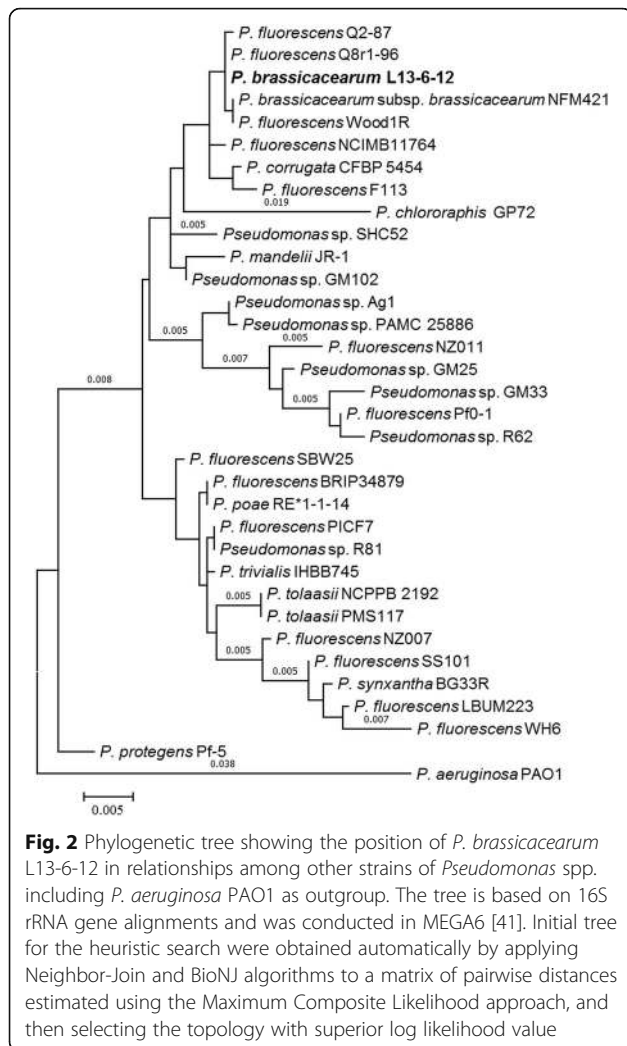 P. fluorescens Q2-87
P. fluorescens Q8r1-96
P. brassicacearum L13-6-12
P. brassicacearum subsp. brassicacearum NFM421
P. fluorescens Wood1R
P. fluorescens NCIMB11764
P. corrugata CFBP 5454
P. fluorescens F113
0.019
P. chlororaphis GP72
0.005
Pseudomonas sp. SHC52
P. mandelii JR-1
Pseudomonas sp. GM102
Pseudomonas sp. Ag1
0.005
Pseudomonas sp. PAMC 25886
0.005
P. fluorescens NZ011
0.007
Pseudomonas sp. GM25
0.008
0.005
Pseudomonas sp. GM33
P. fluorescens Pf0-1
Pseudomonas sp. R62
P. fluorescens SBW25
P. fluorescens BRIP34879
P. poae RE*1-1-14
P. fluorescens PICF7
Pseudomonas sp. R81
P. trivialis IHBB745
0.005
P. tolaasii NCPPB 2192
P. tolaasii PMS117
P. fluorescens NZ007
0.005
P. fluorescens SS101
0.005
P. synxantha BG33R
P. fluorescens LBUM223
0.007
P. fluorescens WH6
P. protegens Pf-5
0.038
P. aeruginosa PAO1
0.005
Fig. 2 Phylogenetic tree showing the position of P. brassicacearum
L13-6-12 in relationships among other strains of Pseudomonas spp.
including P. aeruginosa PAO1 as outgroup. The tree is based on 16S
rRNA gene alignments and was conducted in MEGA6 [41]. Initial tree
for the heuristic search were obtained automatically by applying
Neighbor-Join and BioNJ algorithms to a matrix of pairwise distances
estimated using the Maximum Composite Likelihood approach, and
then selecting the topology with superior log likelihood value